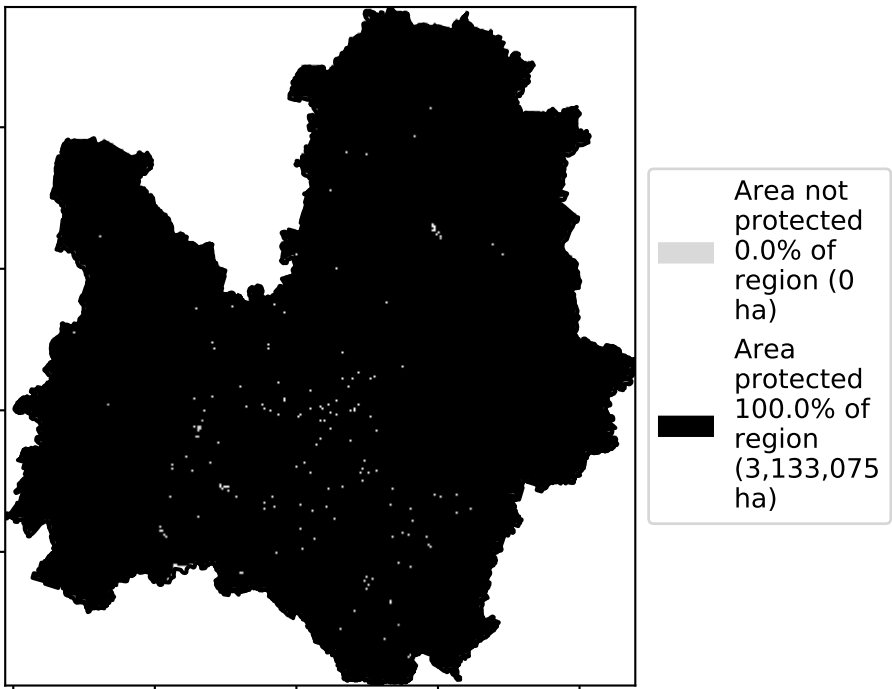 Area not
protected
0.0% of
region (0
ha)
Area
protected
100.0% of
region
(3,133,075
ha)